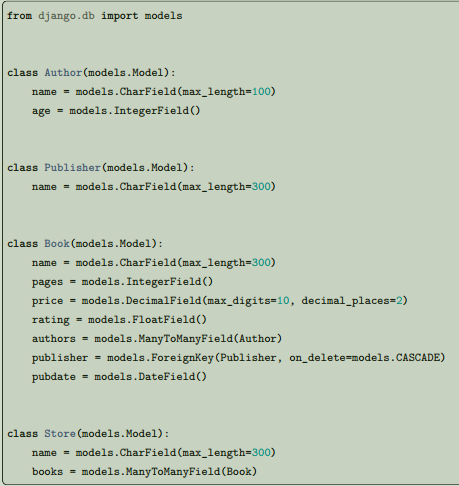 from django.db import models
class Author(models.Model):
    name = models.CharField(max_length=100)
    age = models.IntegerField()
class Publisher(models.Model):
    name = models.CharField(max_length=300)
class Book(models.Model):
    name = models.CharField(max_length=300)
    pages = models.IntegerField()
    price = models.DecimalField(max_digits=10, decimal_places=2)
    rating = models.FloatField()
    authors = models.ManyToManyField(Author)
    publisher = models.ForeignKey(Publisher, on_delete=models.CASCADE)
    pubdate = models.DateField()
class Store(models.Model):
    name = models.CharField(max_length=300)
    books = models.ManyToManyField(Book)